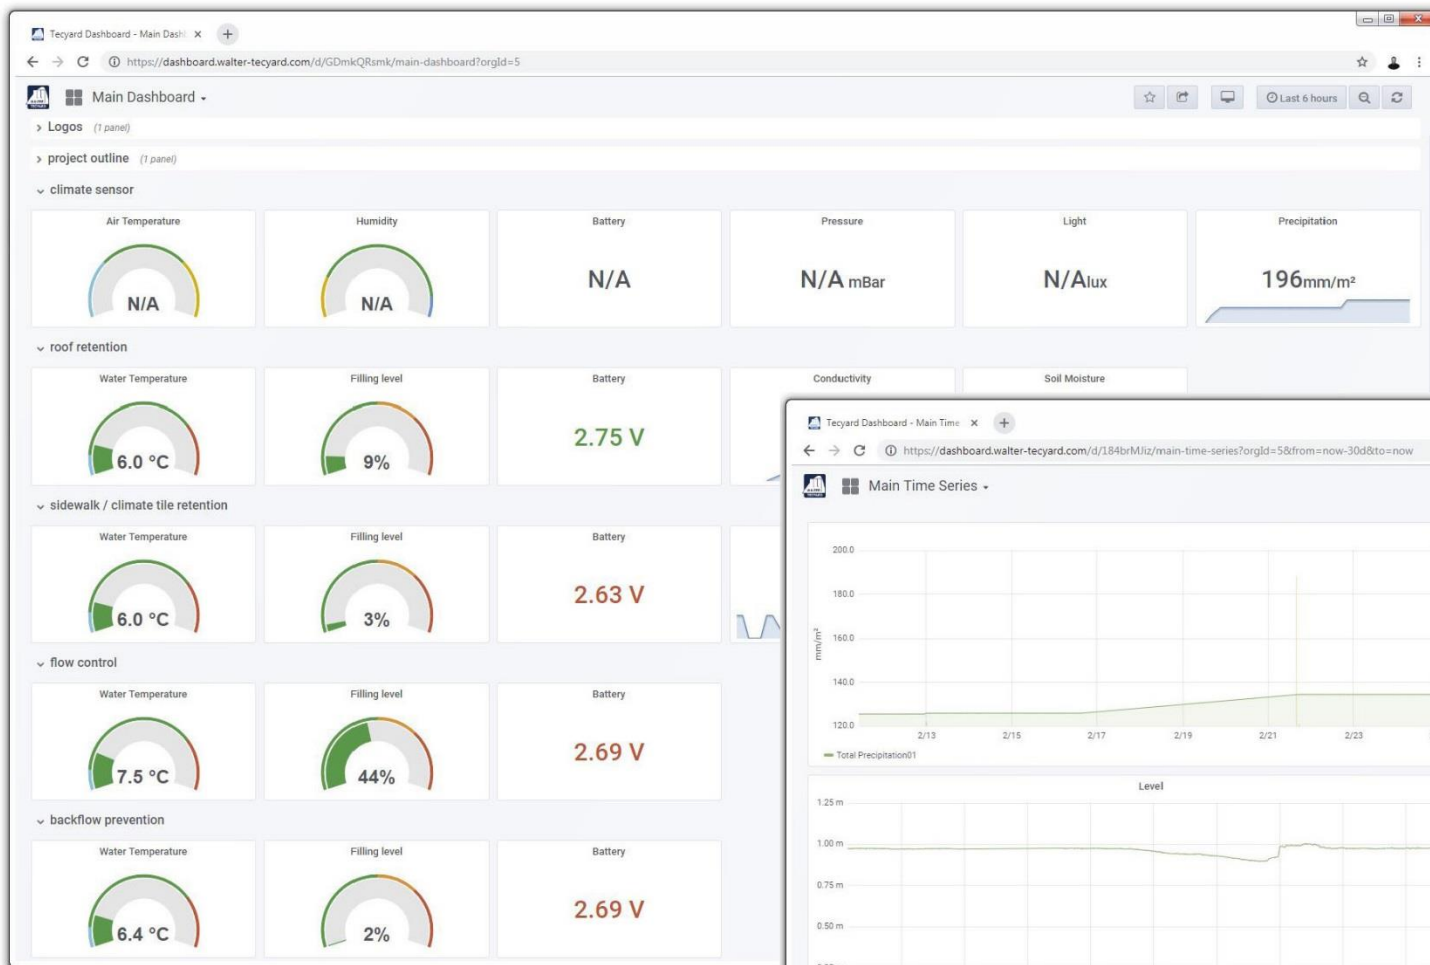 Tecyard Dashboard - Main Dash
https://dashboard.walter-tecyard.com/d/GDmkQRsmk/main-dashboard?orgId=5
Main Dashboard
Last 6 hours
Logos (1 panel)
project outline (1 panel)
climate sensor
Air Temperature
N/A
Humidity
N/A
Battery
N/A
Pressure
N/A mBar
Light
N/Alux
Precipitation
196mm/m²
roof retention
Water Temperature
6.0 °C
Filling level
9%
Battery
2.75 V
Conductivity
Soil Moisture
sidewalk / climate tile retention
Water Temperature
6.0 °C
Filling level
3%
Battery
2.63 V
flow control
Water Temperature
7.5 °C
Filling level
44%
Battery
2.69 V
backflow prevention
Water Temperature
6.4 °C
Filling level
2%
Battery
2.69 V
Tecyard Dashboard - Main Time
https://dashboard.walter-tecyard.com/d/184brMJiz/main-time-series?orgId=5&from=now-30d&to=now
Main Time Series
200.0
180.0
160.0
140.0
120.0
mm/m²
2/13 2/15 2/17 2/19 2/21 2/23
Total Precipitation01
Level
1.25 m
1.00 m
0.75 m
0.50 m